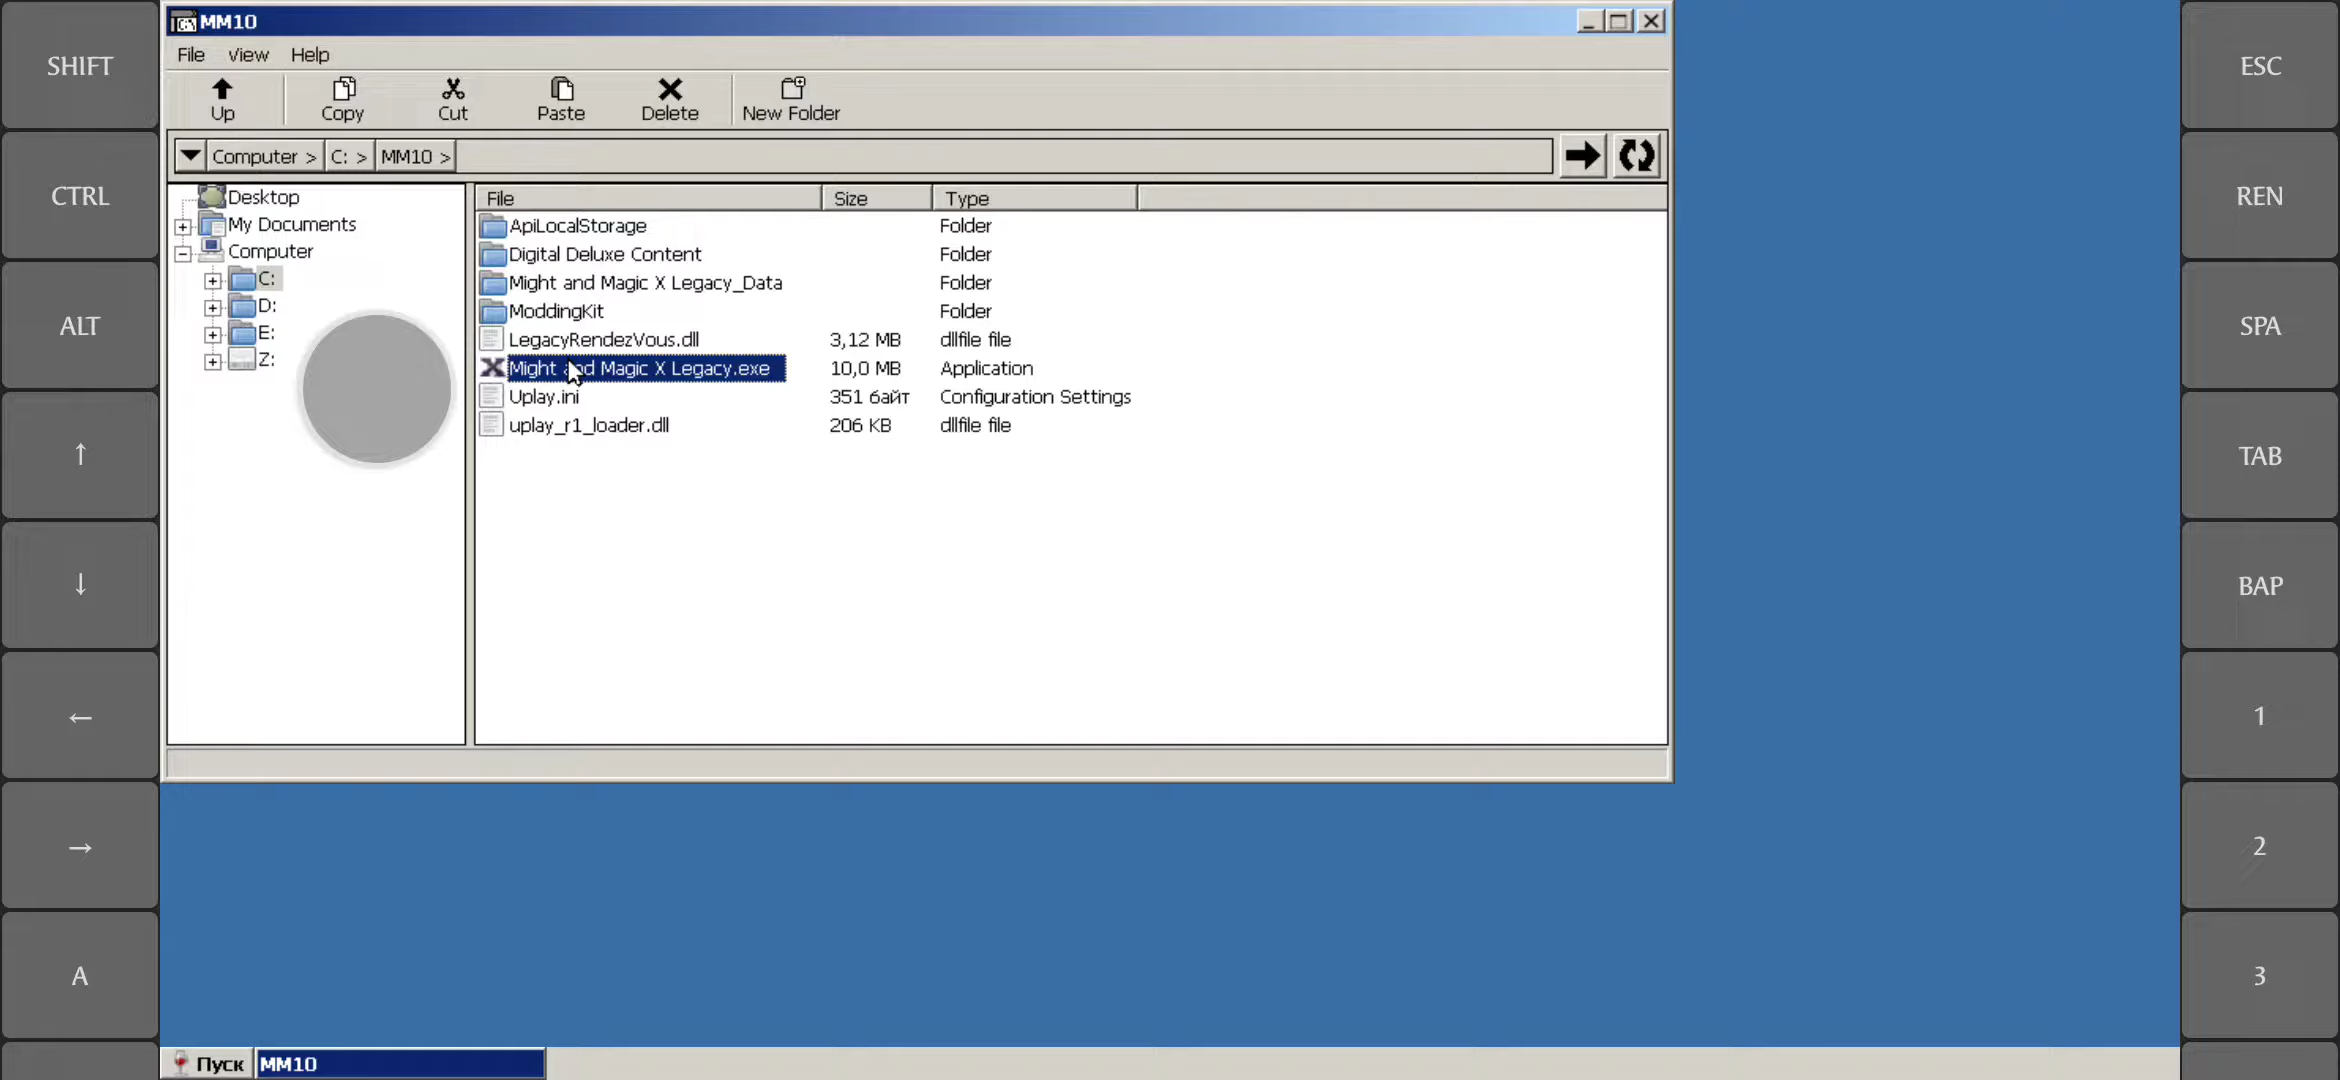 SHIFT
CTRL
ALT
↑
↓
←
→
A
MM10
File View Help
Up Copy Cut Paste Delete New Folder
Computer > C: > MM10 >
Desktop
My Documents
Computer
C:
D:
E:
Z:
File Size Type
ApiLocalStorage Folder
Digital Deluxe Content Folder
Might and Magic X Legacy_Data Folder
ModdingKit Folder
LegacyRendezVous.dll 3,12 MB dllfile file
Might and Magic X Legacy.exe 10,0 MB Application
Uplay.ini 351 байт Configuration Settings
uplay_r1_loader.dll 206 KB dllfile file
Пуск MM10
ESC
REN
SPA
TAB
BAP
1
2
3